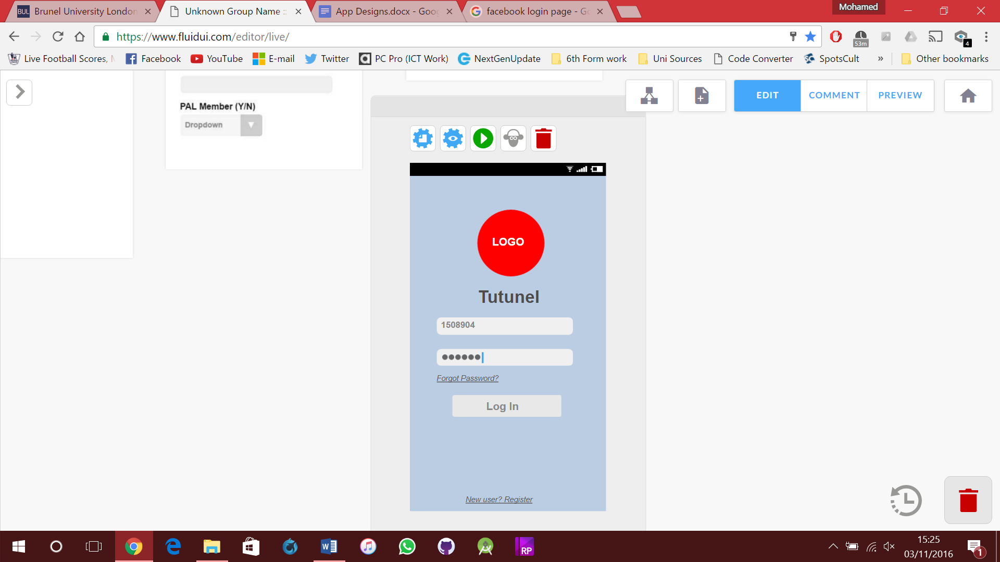 Mohamed
BUL Brunel University London
Unknown Group Name ::
App Designs.docx - Goog
facebook login page - Go
https://www.fluidui.com/editor/live/
53m
4
Live Football Scores,
Facebook
YouTube
E-mail
Twitter
PC Pro (ICT Work)
NextGenUpdate
6th Form work
Uni Sources
Code Converter
SpotsCult
»
Other bookmarks
PAL Member (Y/N)
Dropdown
EDIT
COMMENT
PREVIEW
LOGO
Tutunel
1508904
Forgot Password?
Log In
New user? Register
RP
15:25
03/11/2016
1